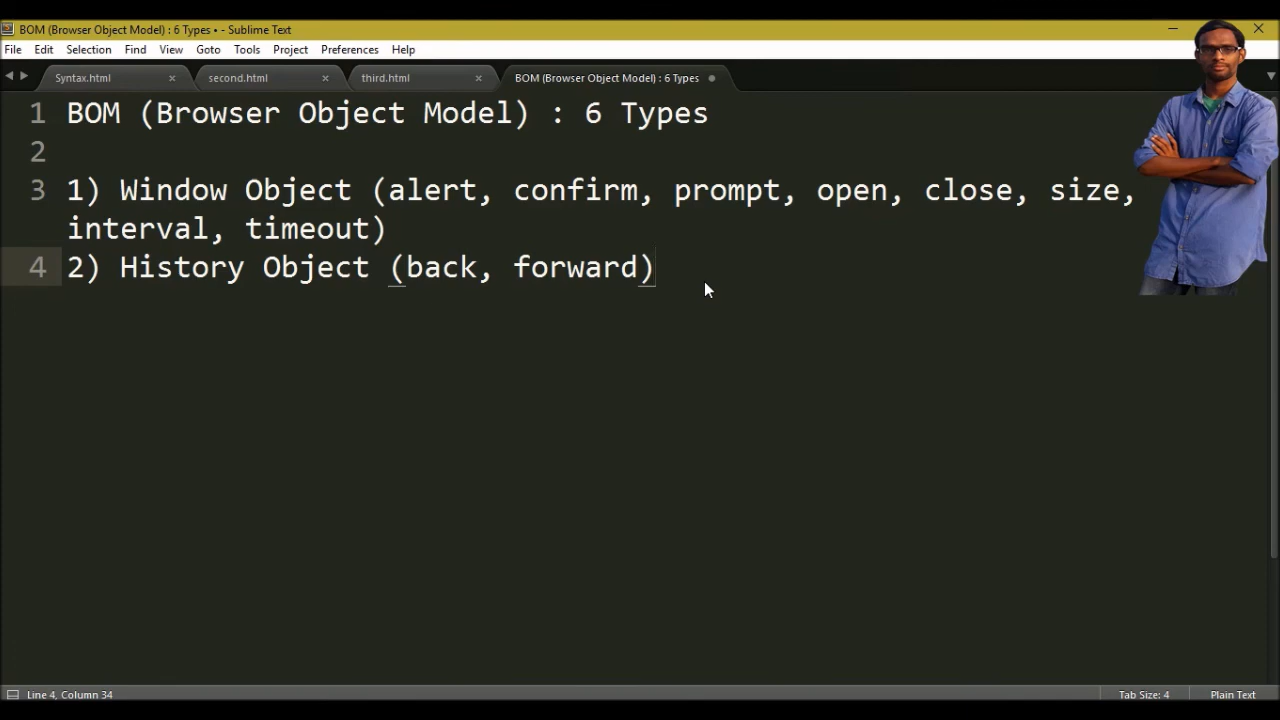 BOM (Browser Object Model) : 6 Types • - Sublime Text
File Edit Selection Find View Goto Tools Project Preferences Help
Syntax.html second.html third.html BOM (Browser Object Model) : 6 Types
1 BOM (Browser Object Model) : 6 Types
2
3 1) Window Object (alert, confirm, prompt, open, close, size,
interval, timeout)
4 2) History Object (back, forward)
Line 4, Column 34 Tab Size: 4 Plain Text